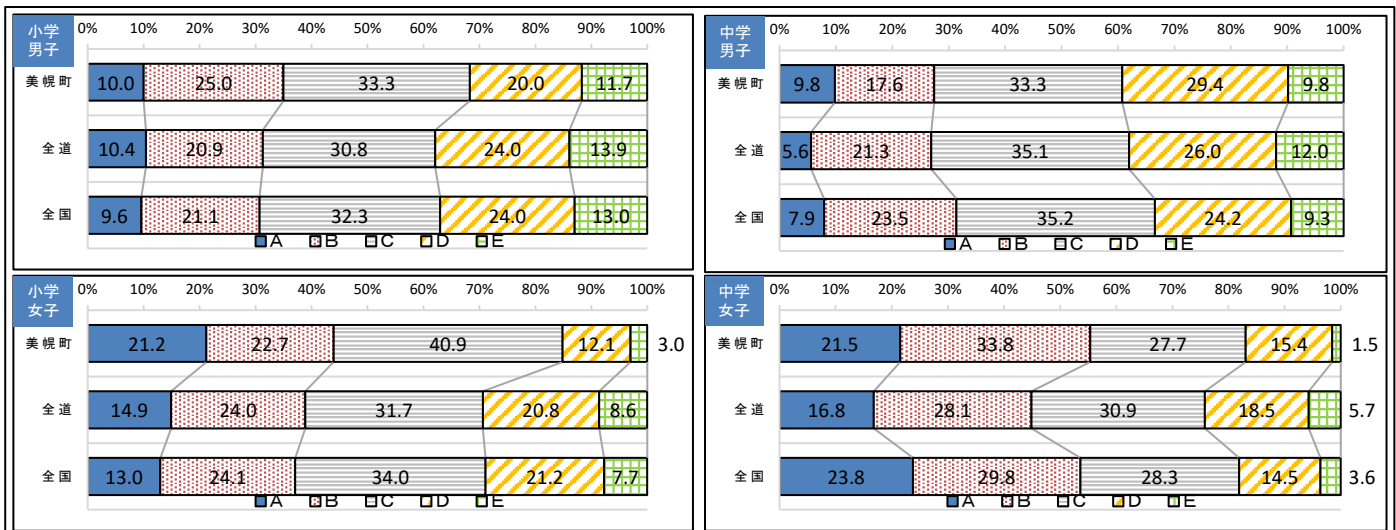 小学
男子
0% 10% 20% 30% 40% 50% 60% 70% 80% 90% 100%
美幌町 10.0 25.0 33.3 20.0 11.7
全道 10.4 20.9 30.8 24.0 13.9
全国 9.6 21.1 32.3 24.0 13.0
A B C D E
中学
男子
0% 10% 20% 30% 40% 50% 60% 70% 80% 90% 100%
美幌町 9.8 17.6 33.3 29.4 9.8
全道 5.6 21.3 35.1 26.0 12.0
全国 7.9 23.5 35.2 24.2 9.3
A B C D E
小学
女子
0% 10% 20% 30% 40% 50% 60% 70% 80% 90% 100%
美幌町 21.2 22.7 40.9 12.1 3.0
全道 14.9 24.0 31.7 20.8 8.6
全国 13.0 24.1 34.0 21.2 7.7
A B C D E
中学
女子
0% 10% 20% 30% 40% 50% 60% 70% 80% 90% 100%
美幌町 21.5 33.8 27.7 15.4 1.5
全道 16.8 28.1 30.9 18.5 5.7
全国 23.8 29.8 28.3 14.5 3.6
A B C D E